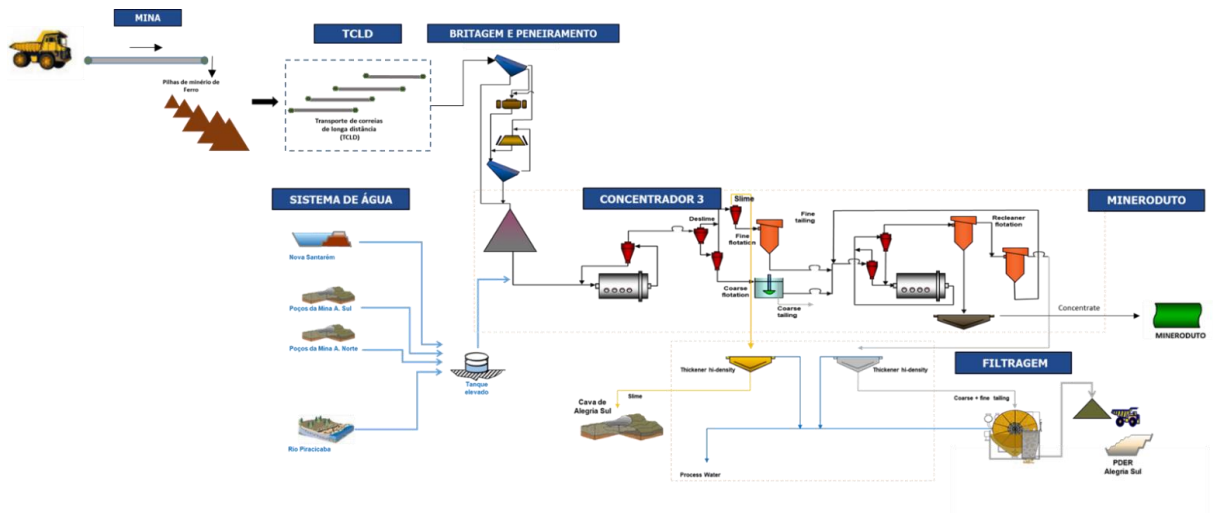 MINA
TCLD
BRITAGEM E PENEIRAMENTO
Pilhas de minério de
Ferro
Transporte de correias
de longa distância
(TCLD)
SISTEMA DE ÁGUA
CONCENTRADOR 3
MINERODUTO
Slime
Deslime
Fine
flotation
Fine
tailing
Recleaner
flotation
Nova Santarém
Coarse
flotation
Coarse
tailing
Poços da Mina A. Sul
Concentrate
MINERODUTO
Poços da Mina A. Norte
Tanque
elevado
Thickener hi-density
Thickener hi-density
FILTRAGEM
Slime
Coarse + fine tailing
Cava de
Alegria Sul
Rio Piracicaba
PDER
Alegria Sul
Process Water